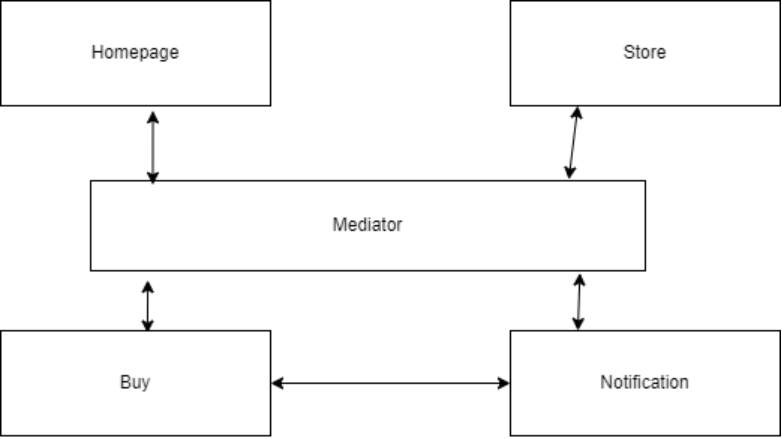 Homepage
Store
Mediator
Buy
Notification